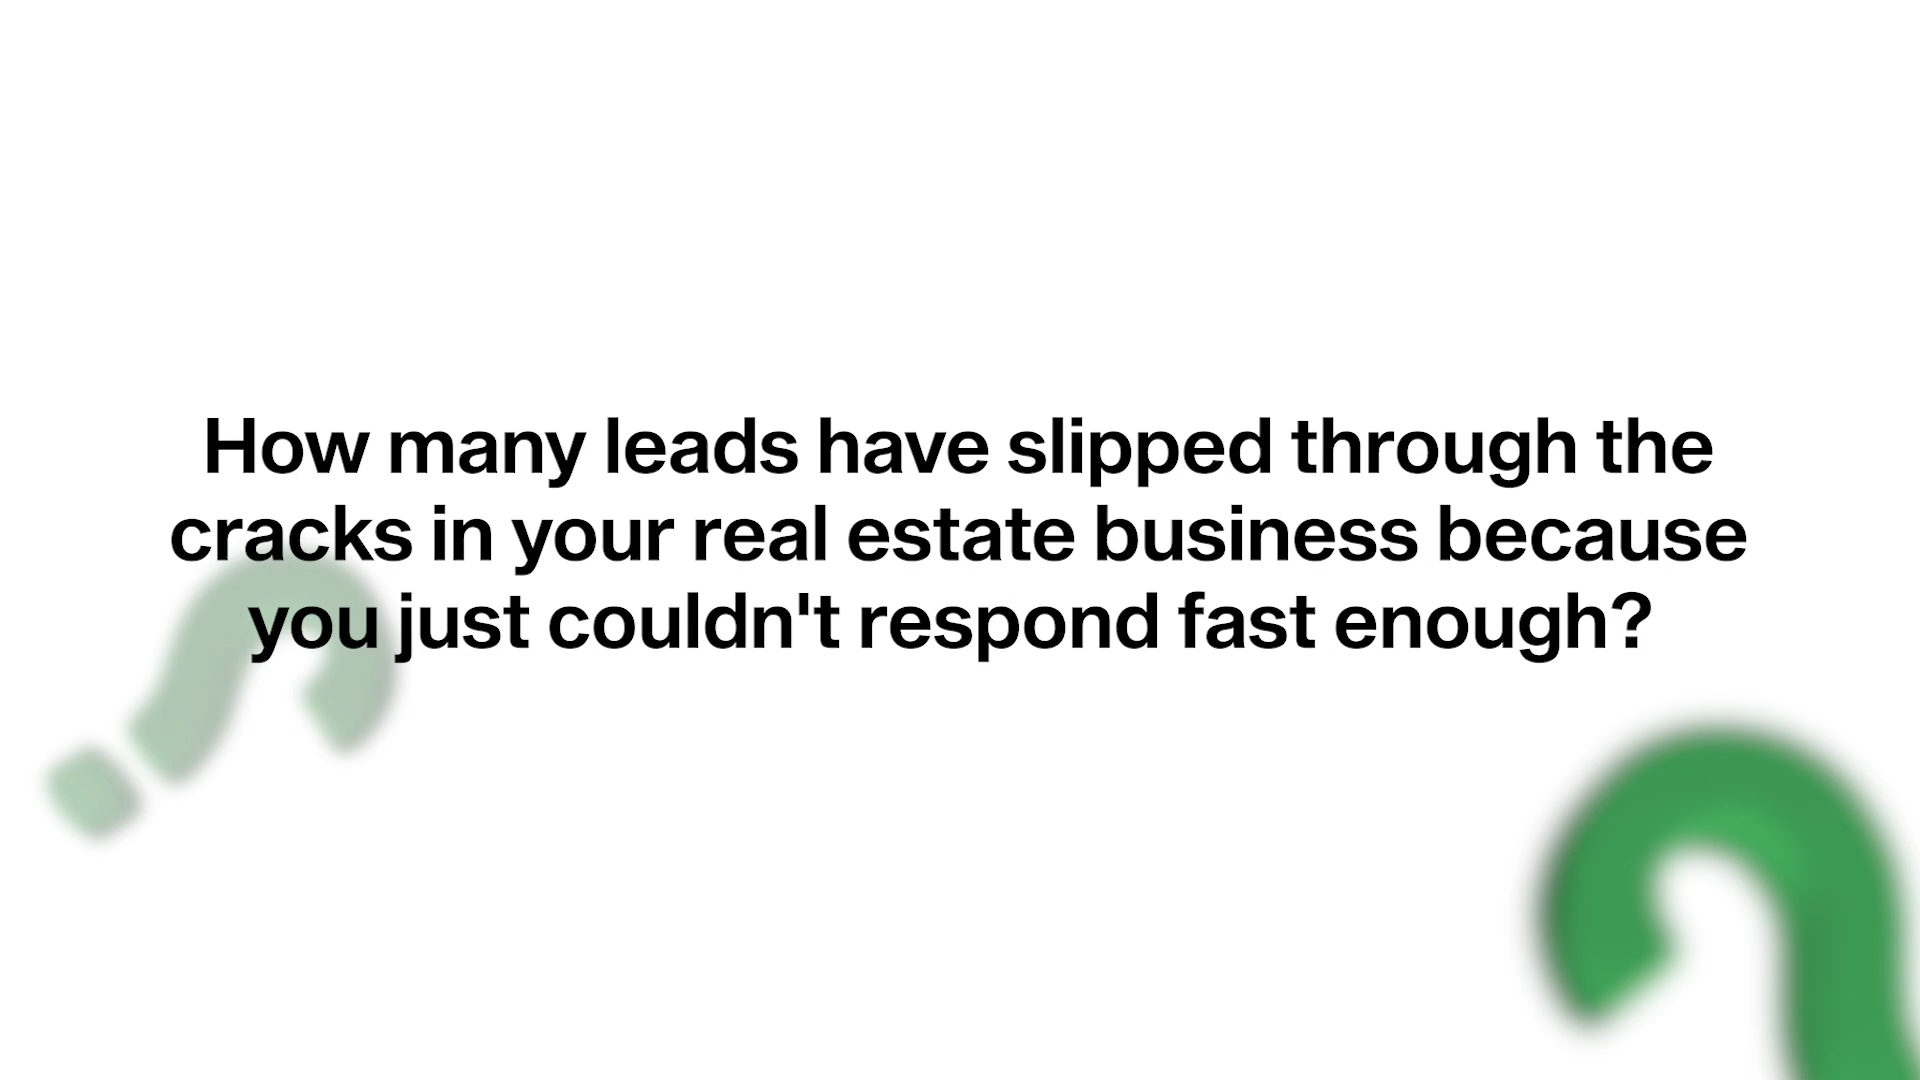 How many leads have slipped through the
cracks in your real estate business because
you just couldn't respond fast enough?